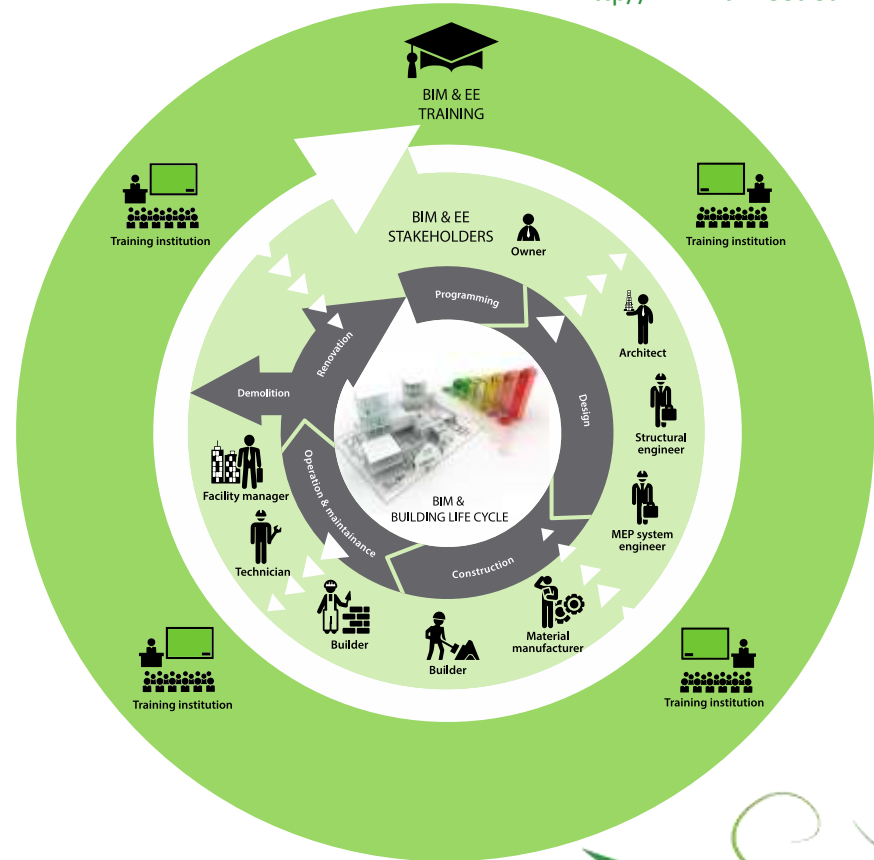 BIM & EE
TRAINING
Training institution
Training institution
BIM & EE
STAKEHOLDERS
Owner
Programming
Architect
Renovation
Demolition
Design
Structural
engineer
Facility manager
Operation & maintainance
BIM &
BUILDING LIFE CYCLE
MEP system
engineer
Technician
Construction
Material
manufacturer
Builder
Builder
Training institution
Training institution